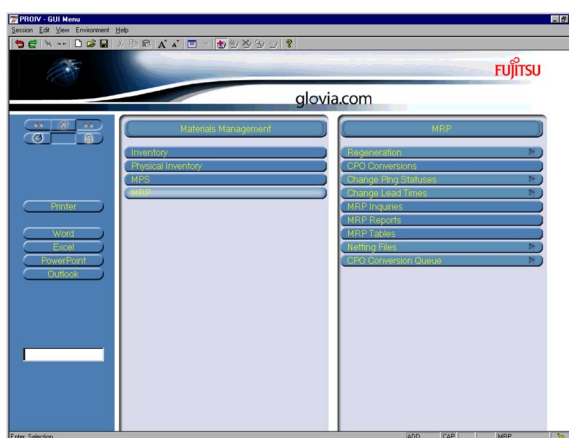 PROIV - GUI Menu
Session Edit View Environment Help
FUJITSU
glovia.com
Materials Management
MRP
Inventory
Physical Inventory
MPS
MRP
Regeneration
CPO Conversions
Change Plng Statuses
Change Lead Times
MRP Inquiries
MRP Reports
MRP Tables
Netting Files
CPO Conversion Queue
Printer
Word
Excel
PowerPoint
Outlook
Enter Selection
ADD CAP MRP